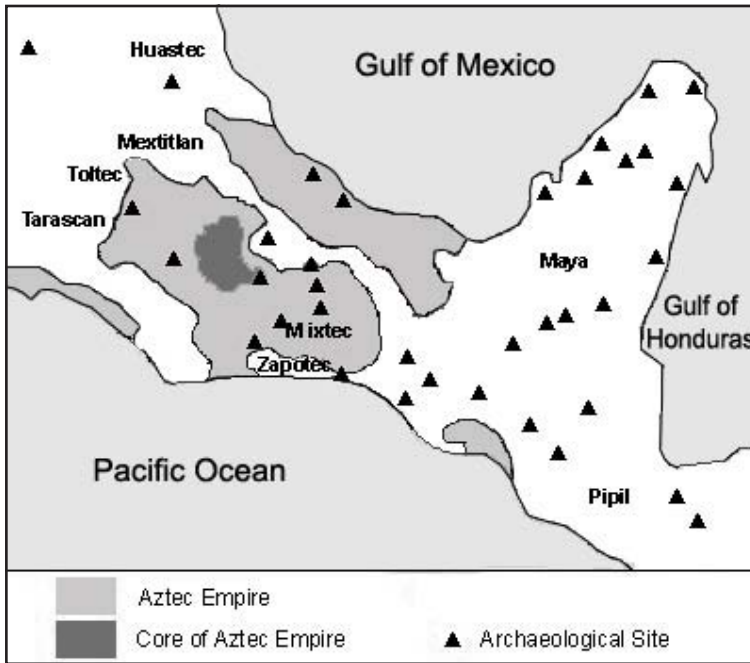 Huastec
Gulf of Mexico
Mextitlan
Toltec
Tarascan
Maya
Gulf of
Honduras
Mixtec
Zapotec
Pacific Ocean
Pipil
Aztec Empire
Core of Aztec Empire
Archaeological Site